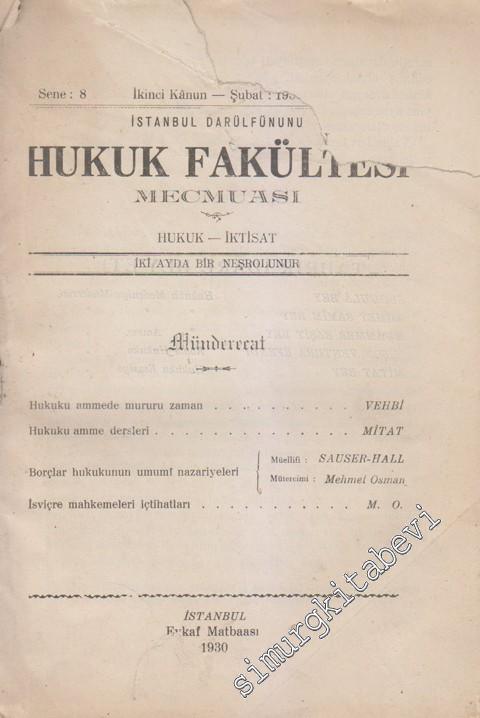 Sene : 8 İkinci Kânun — Şubat : 193
İSTANBUL DARÜLFÜNUNU
HUKUK FAKÜLTESİ
MECMUASI
HUKUK — İKTİSAT
İKİ AYDA BİR NEŞROLUNUR
Münderecat
Hukuku ammede mururu zaman . . . . . . . . . . VEHBİ
Hukuku amme dersleri . . . . . . . . . . . . . . MİTAT
Borçlar hukukunun umumî nazariyeleri { Müellifi : SAUSER-HALL
Mütercimi : Mehmet Osman
İsviçre mahkemeleri içtihatları . . . . . . . . . . . M. O.
İSTANBUL
Evkaf Matbaası
1930
simurgkitabevi